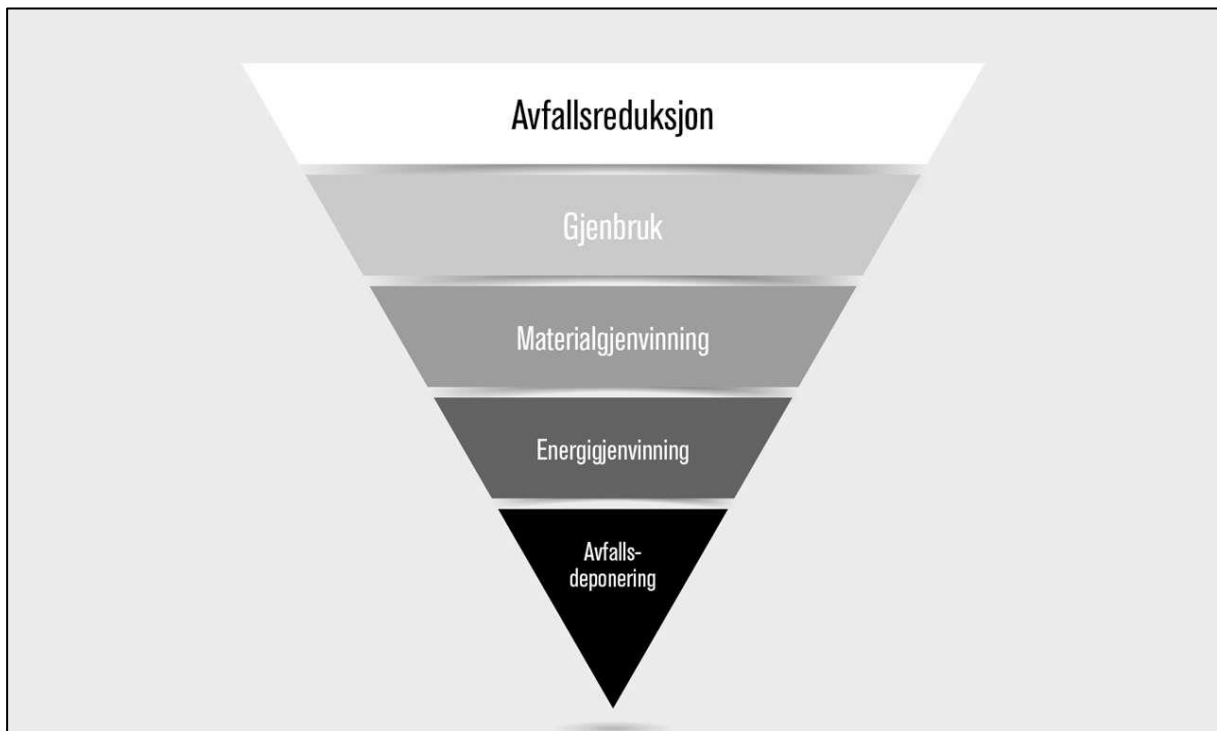 Avfallsreduksjon
Gjenbruk
Materialgjenvinning
Energigjenvinning
Avfalls-
deponering